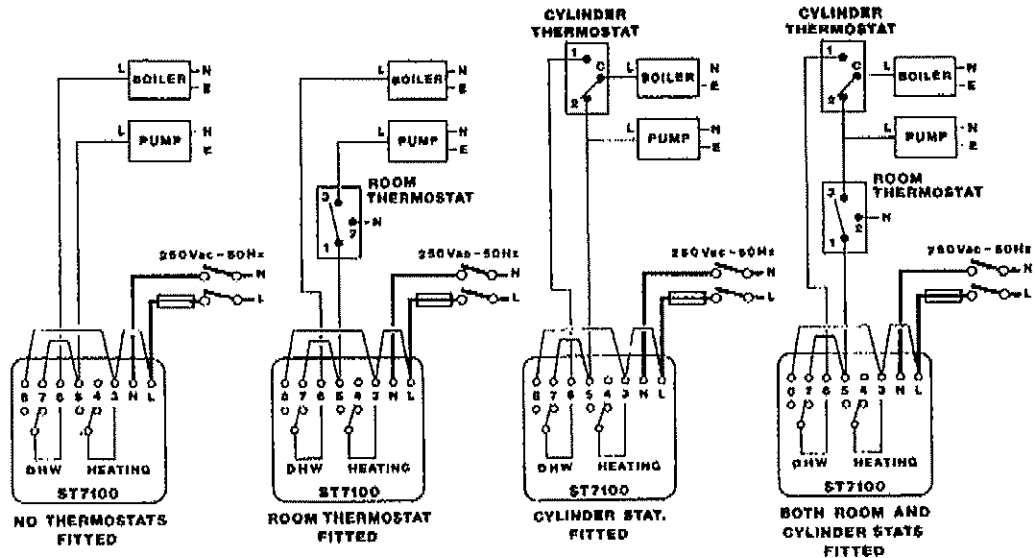 CYLINDER
THERMOSTAT
1
C
2
L
BOILER
N
E
L
PUMP
N
E
8 7 6 5 4 3 N L
DHW HEATING
ST7100
NO THERMOSTATS
FITTED
L
BOILER
N
E
L
PUMP
N
E
ROOM
THERMOSTAT
3
N
1
250Vac-50Hz
N
L
8 7 6 5 4 3 N L
DHW HEATING
ST7100
ROOM THERMOSTAT
FITTED
250Vac-50Hz
N
L
L
BOILER
N
E
L
PUMP
N
E
250Vac-50Hz
N
L
8 7 6 5 4 3 N L
DHW HEATING
ST7100
CYLINDER STAT.
FITTED
CYLINDER
THERMOSTAT
1
C
2
L
BOILER
N
E
L
PUMP
N
E
ROOM
THERMOSTAT
3
2
N
1
N
L
7 6 5 4 3 N L
DHW HEATING
ST7100
BOTH ROOM AND
CYLINDER STATS
FITTED